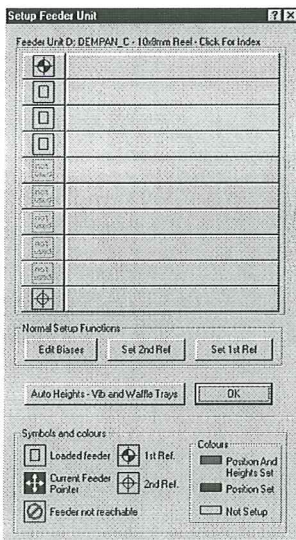 Setup Feeder Unit
Feeder Unit D: DEMPAN_C - 10x8mm Reel - Click For Index
Normal Setup Functions
Edit Biases Set 2nd Ref Set 1st Ref
Auto Heights - Vib and Waffle Trays OK
Symbols and colours
Loaded feeder 1st Ref.
Current Feeder Pointer 2nd Ref.
Feeder not reachable
Colours
Position And Heights Set
Position Set
Not Setup